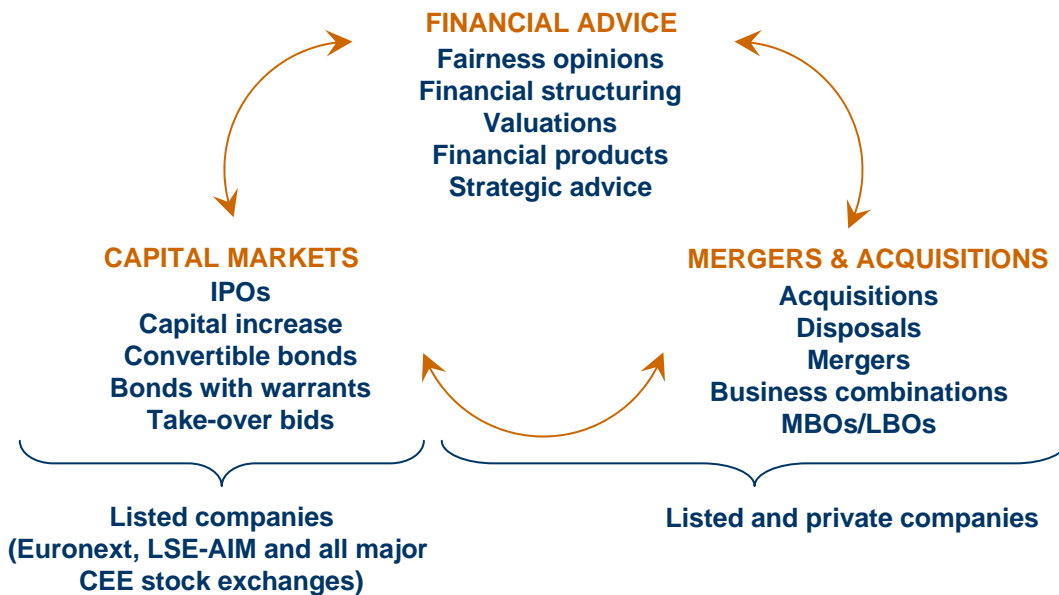 FINANCIAL ADVICE
Fairness opinions
Financial structuring
Valuations
Financial products
Strategic advice
CAPITAL MARKETS
IPOs
Capital increase
Convertible bonds
Bonds with warrants
Take-over bids
MERGERS & ACQUISITIONS
Acquisitions
Disposals
Mergers
Business combinations
MBOs/LBOs
Listed companies
(Euronext, LSE-AIM and all major
CEE stock exchanges)
Listed and private companies